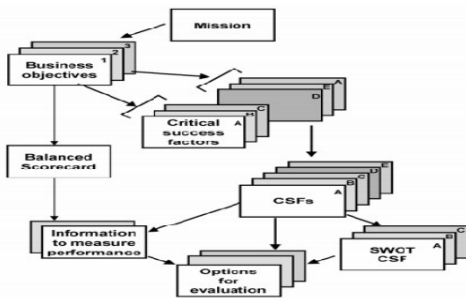 Mission
3
2
1
Business
objectives
A
E
D
C
H
A
Critical
success
factors
Balanced
Scorecard
E
D
C
B
A
CSFs
Information
to measure
performance
C
B
A
SWOT
CSF
Options
for
evaluation